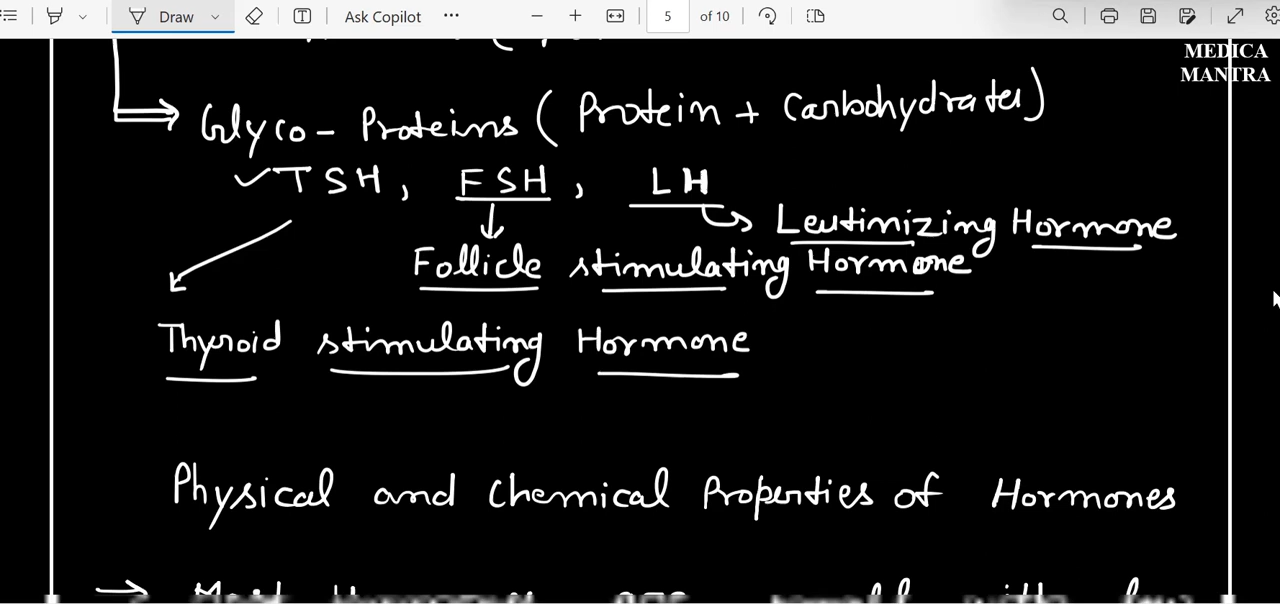 Draw
Ask Copilot
5 of 10
MEDICA
MANTRA
Glyco - Proteins ( Protein + Carbohydrates)
TSH, FSH, LH
Leutinizing Hormone
Follicle stimulating Hormone
Thyroid stimulating Hormone
Physical and Chemical Properties of Hormones